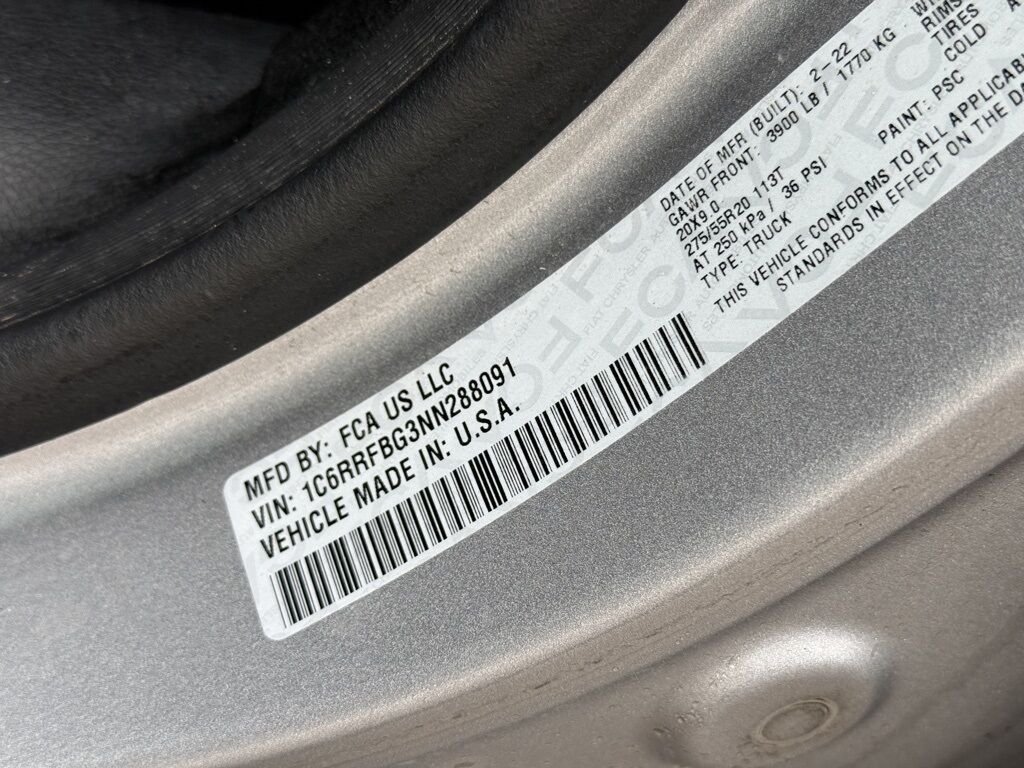 MFD BY: FCA US LLC
VIN: 1C6RRFBG3NN288091
VEHICLE MADE IN: U.S.A.
DATE OF MFR (BUILT): 2-22
GAWR FRONT: 3900 LB / 1770 KG
20X9.0
RIMS
275/55R20 113T
TIRES
AT 250 kPa / 36 PSI
COLD
TYPE: TRUCK
PAINT: PSC
THIS VEHICLE CONFORMS TO ALL
STANDARDS IN EFFECT ON THE